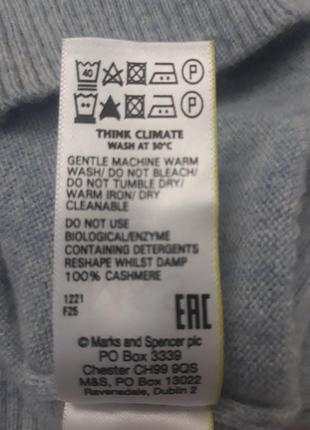 40 P
P
THINK CLIMATE
WASH AT 30°C
GENTLE MACHINE WARM
WASH/ DO NOT BLEACH/
DO NOT TUMBLE DRY/
WARM IRON/ DRY
CLEANABLE
DO NOT USE
BIOLOGICAL/ENZYME
CONTAINING DETERGENTS
RESHAPE WHILST DAMP
100% CASHMERE
1221
F25
EAC
© Marks and Spencer plc
PO Box 3339
Chester CH99 9QS
M&S, PO Box 13022
Ravensdale, Dublin 2